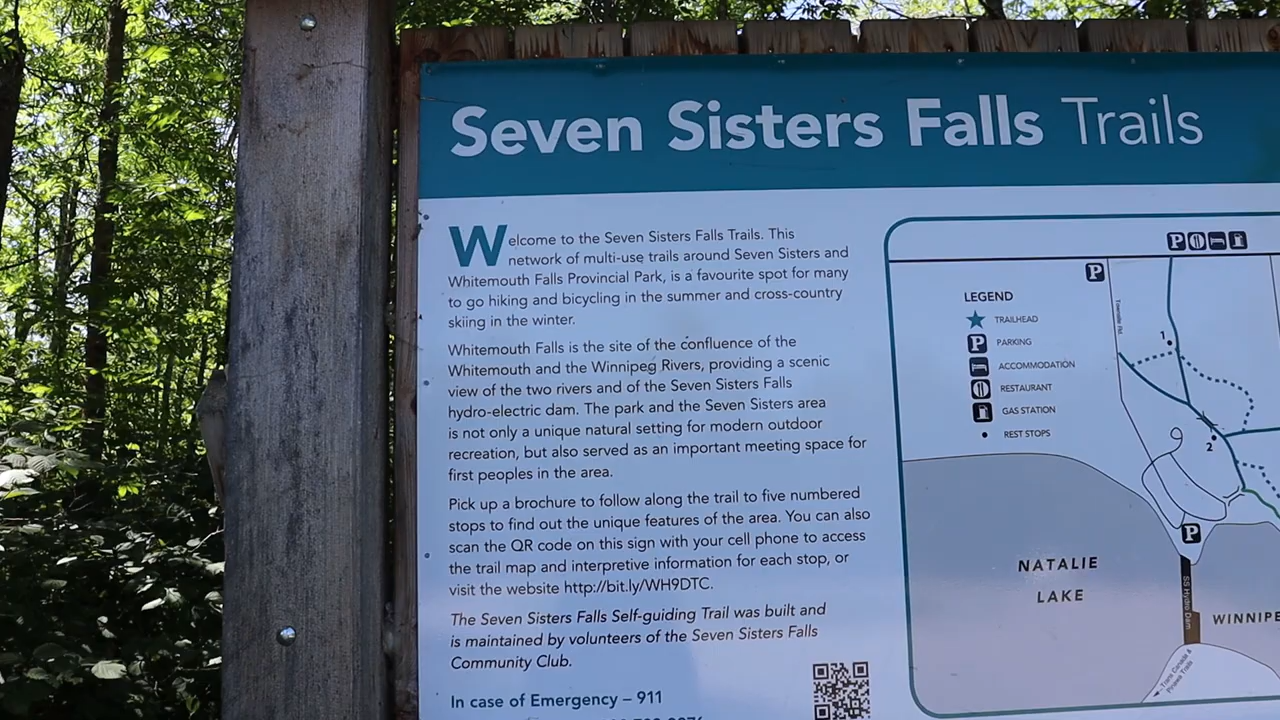 Seven Sisters Falls Trails
Welcome to the Seven Sisters Falls Trails. This
network of multi-use trails around Seven Sisters and
Whitemouth Falls Provincial Park, is a favourite spot for many
to go hiking and bicycling in the summer and cross-country
skiing in the winter.
Whitemouth Falls is the site of the confluence of the
Whitemouth and the Winnipeg Rivers, providing a scenic
view of the two rivers and of the Seven Sisters Falls
hydro-electric dam. The park and the Seven Sisters area
is not only a unique natural setting for modern outdoor
recreation, but also served as an important meeting space for
first peoples in the area.
Pick up a brochure to follow along the trail to five numbered
stops to find out the unique features of the area. You can also
scan the QR code on this sign with your cell phone to access
the trail map and interpretive information for each stop, or
visit the website http://bit.ly/WH9DTC.
The Seven Sisters Falls Self-guiding Trail was built and
is maintained by volunteers of the Seven Sisters Falls
Community Club.
In case of Emergency – 911
P
P
LEGEND
TRAILHEAD
P PARKING
ACCOMMODATION
RESTAURANT
GAS STATION
REST STOPS
1
2
P
NATALIE
LAKE
SS Hydro Dam
WINNIPE
Trans Canada &
Pinawa Trails